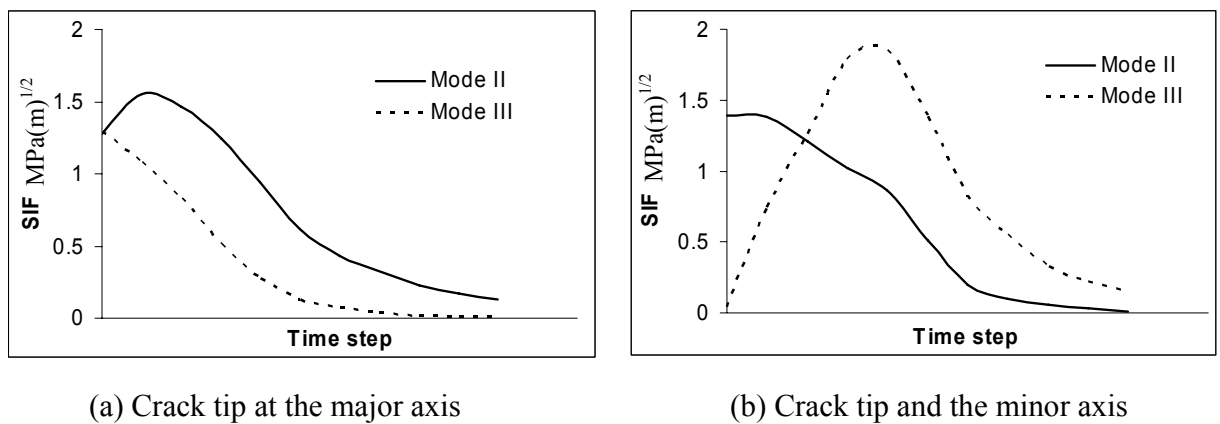 2
1.5
1
0.5
0
SIF MPa(m)^1/2
Mode II
Mode III
Time step
(a) Crack tip at the major axis
2
1.5
1
0.5
0
SIF MPa(m)^1/2
Mode II
Mode III
Time step
(b) Crack tip and the minor axis